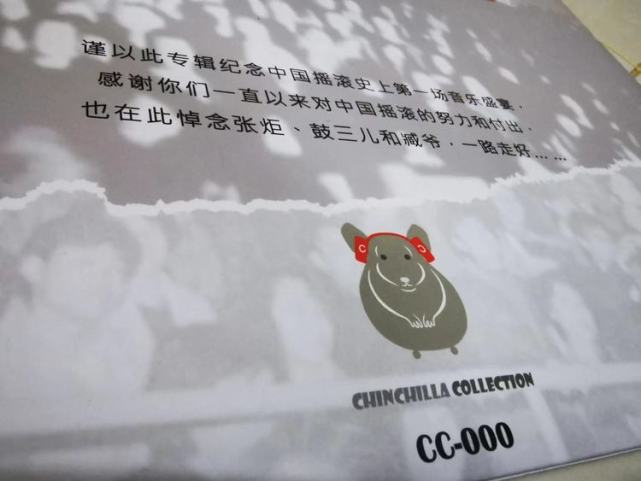 谨以此专辑纪念中国摇滚史上第一场音乐盛宴，
感谢你们一直以来对中国摇滚的努力和付出，
也在此悼念张炬、鼓三儿和臧爷，一路走好……
C C
CHINCHILLA COLLECTION
CC-000